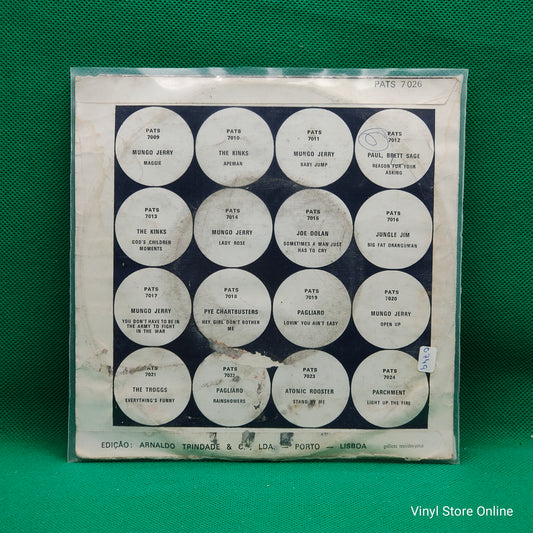 PATS 7026
PATS
7009
MUNGO JERRY
MAGGIE
PATS
7010
THE KINKS
APEMAN
PATS
7011
MUNGO JERRY
BABY JUMP
PATS
7012
PAUL, BRETT SAGE
REASON FOR YOUR
ASKING
PATS
7013
THE KINKS
GOD'S CHILDREN
MOMENTS
PATS
7014
MUNGO JERRY
LADY ROSE
PATS
7015
JOE DOLAN
SOMETIMES A MAN JUST
HAS TO CRY
PATS
7016
JUNGLE JIM
BIG FAT ORANGUMAN
PATS
7017
MUNGO JERRY
YOU DON'T HAVE TO BE IN
THE ARMY TO FIGHT
IN THE WAR
PATS
7018
PYE CHARTBUSTERS
HEY, GIRL DON'T BOTHER
ME
PATS
7019
PAGLIARO
LOVIN' YOU AIN'T EASY
PATS
7020
MUNGO JERRY
OPEN UP
PATS
7021
THE TROGGS
EVERYTHING'S FUNNY
PATS
7022
PAGLIARO
RAINSHOWERS
PATS
7023
ATOMIC ROOSTER
STAND BY ME
PATS
7024
PARCHMENT
LIGHT UP THE FIRE
EDIÇÃO: ARNALDO TRINDADE & C.ª, LDA. — PORTO — LISBOA
Vinyl Store Online